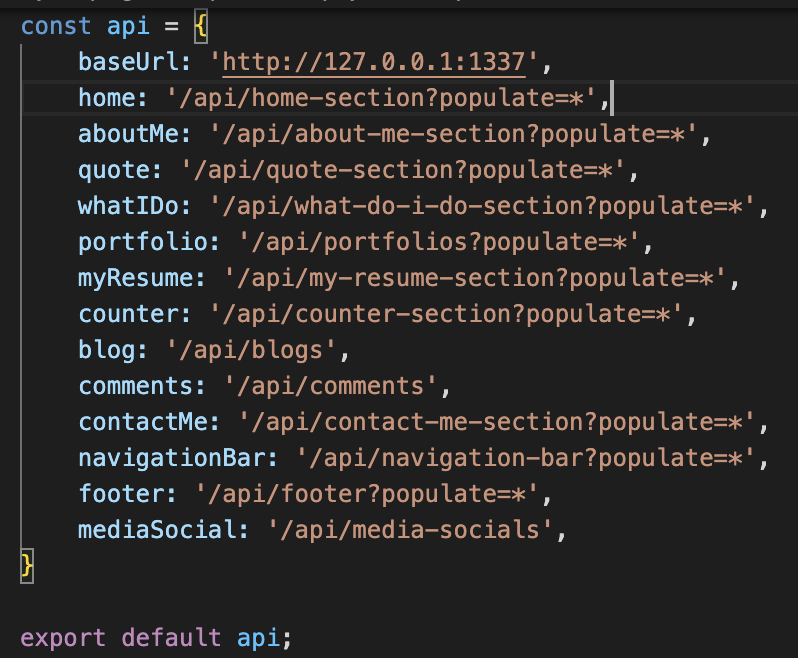 const api = {
    baseUrl: 'http://127.0.0.1:1337',
    home: '/api/home-section?populate=*',
    aboutMe: '/api/about-me-section?populate=*',
    quote: '/api/quote-section?populate=*',
    whatIDo: '/api/what-do-i-do-section?populate=*',
    portfolio: '/api/portfolios?populate=*',
    myResume: '/api/my-resume-section?populate=*',
    counter: '/api/counter-section?populate=*',
    blog: '/api/blogs',
    comments: '/api/comments',
    contactMe: '/api/contact-me-section?populate=*',
    navigationBar: '/api/navigation-bar?populate=*',
    footer: '/api/footer?populate=*',
    mediaSocial: '/api/media-socials',
}
export default api;